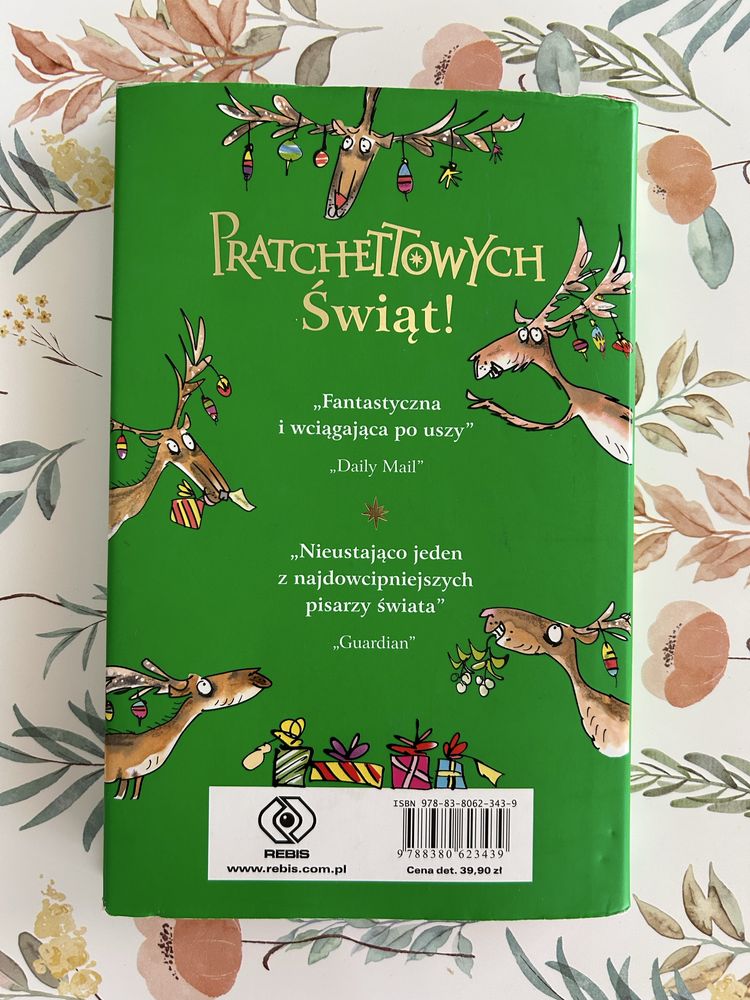 PRATCHETTOWYCH
Świąt!
„Fantastyczna
i wciągająca po uszy”
„Daily Mail”
„Nieustająco jeden
z najdowcipniejszych
pisarzy świata”
„Guardian”
REBIS
www.rebis.com.pl
ISBN 978-83-8062-343-9
9 788380 623439
Cena det. 39,90 zł